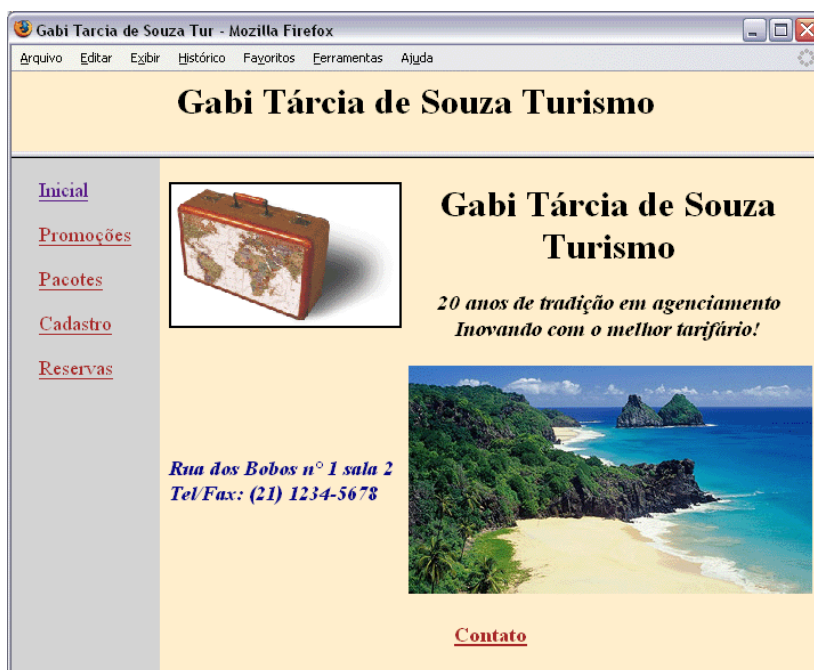 Gabi Tarcia de Souza Tur - Mozilla Firefox
Arquivo Editar Exibir Histórico Favoritos Ferramentas Ajuda
Gabi Tárcia de Souza Turismo
Inicial
Promoções
Pacotes
Cadastro
Reservas
Gabi Tárcia de Souza
Turismo
20 anos de tradição em agenciamento
Inovando com o melhor tarifário!
Rua dos Bobos n° 1 sala 2
Tel/Fax: (21) 1234-5678
Contato